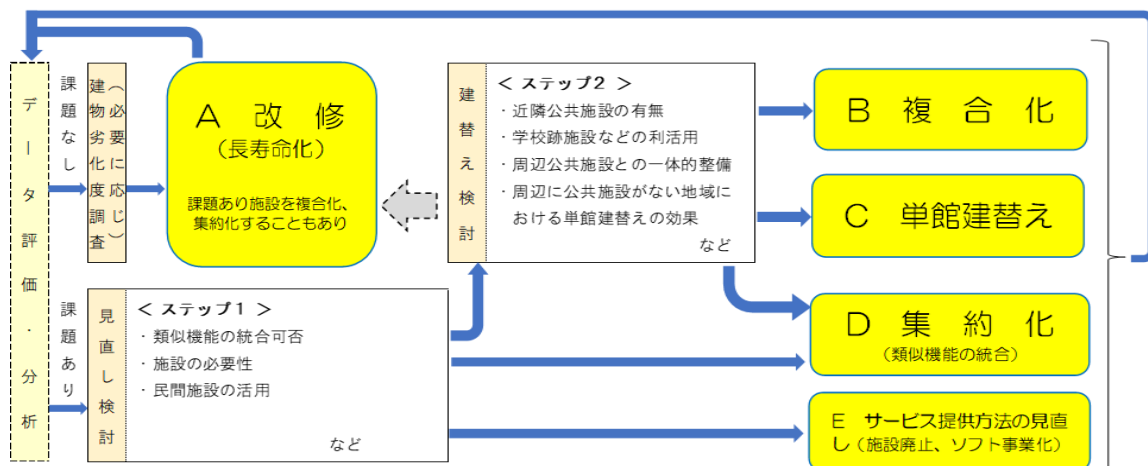 データ評価・分析
課題なし
建物劣化度調査
（必要に応じ）
A 改 修
（長寿命化）
課題あり施設を複合化、
集約化することもあり
課題あり
見直し検討
＜ ステップ１ ＞
・類似機能の統合可否
・施設の必要性
・民間施設の活用
など
建替え検討
＜ ステップ２ ＞
・近隣公共施設の有無
・学校跡施設などの利活用
・周辺公共施設との一体的整備
・周辺に公共施設がない地域に
おける単館建替えの効果
など
B 複 合 化
C 単館建替え
D 集 約 化
（類似機能の統合）
E サービス提供方法の見直
し（施設廃止、ソフト事業化）